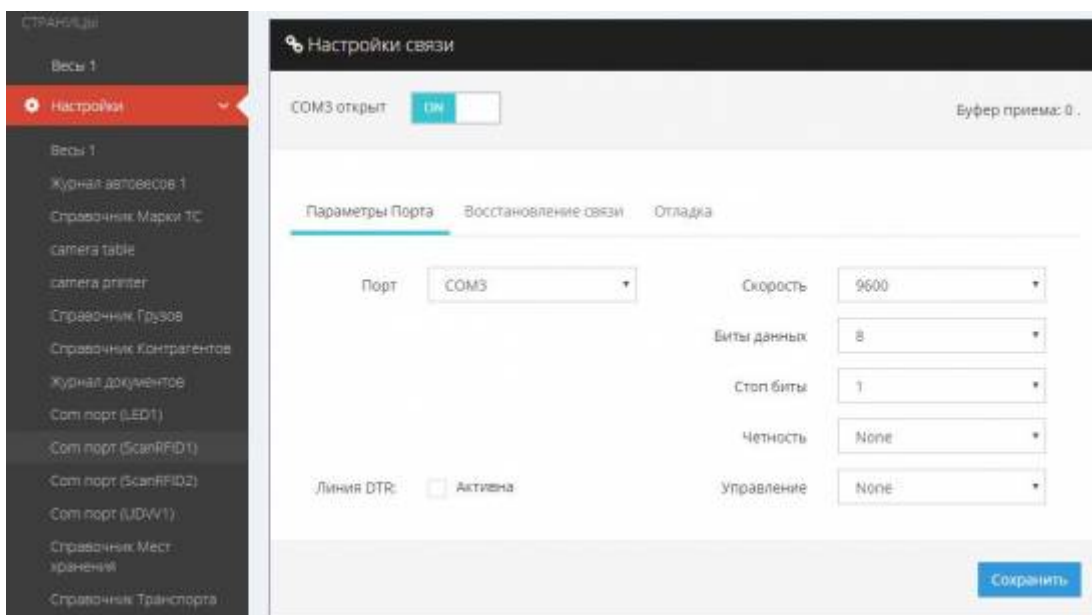 СТРАНИЦЫ
Весы 1
Настройки
Весы 1
Журнал автовесов 1
Справочник Марки ТС
camera table
camera printer
Справочник Грузов
Справочник Контрагентов
Журнал документов
Com порт (LED1)
Com порт (ScanRFID1)
Com порт (ScanRFID2)
Com порт (UDVV1)
Справочник Мест
хранения
Справочник Транспорта
Настройки связи
COM3 открыт ON Буфер приема: 0 .
Параметры Порта Восстановление связи Отладка
Порт COM3 Скорость 9600
Биты данных 8
Стоп биты 1
Четность None
Линия DTR: Активна Управление None
Сохранить